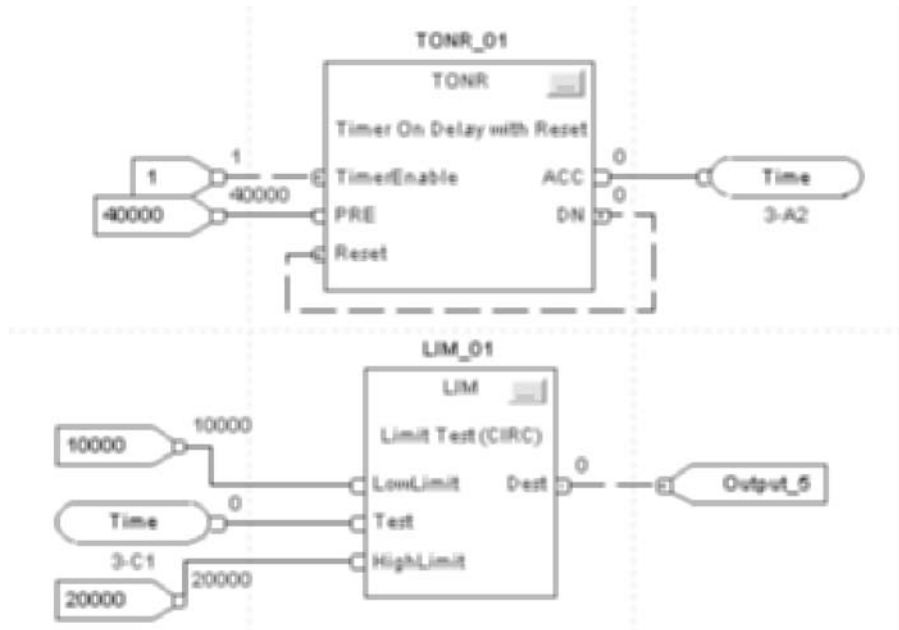 TONR_01
TONR
Timer On Delay with Reset
1
1
TimerEnable
ACC
0
Time
40000
40000
PRE
DN
0
3-A2
Reset
LIM_01
LIM
Limit Test (CIRC)
10000
10000
LowLimit
Dest
0
Output_5
Time
0
Test
3-C1
HighLimit
20000
20000